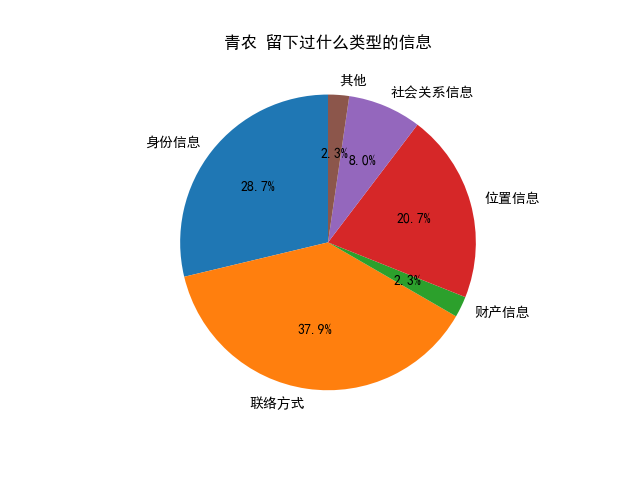 青农 留下过什么类型的信息
其他
社会关系信息
身份信息
2.3%
8.0%
28.7%
位置信息
20.7%
2.3%
财产信息
37.9%
联络方式